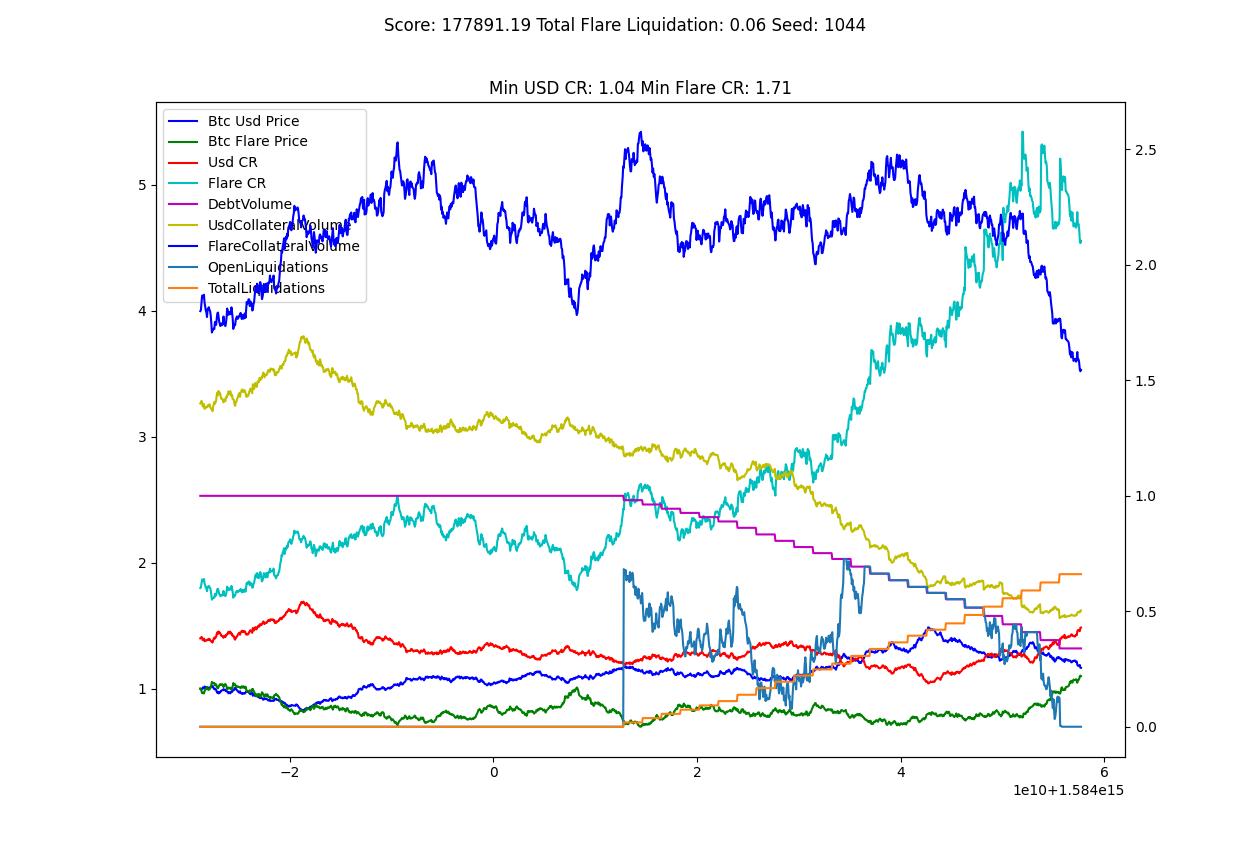 Score: 177891.19 Total Flare Liquidation: 0.06 Seed: 1044
Min USD CR: 1.04 Min Flare CR: 1.71
Btc Usd Price
Btc Flare Price
Usd CR
Flare CR
DebtVolume
UsdCollateralVolume
FlareCollateralVolume
OpenLiquidations
TotalLiquidations
5
4
3
2
1
2.5
2.0
1.5
1.0
0.5
0.0
−2 0 2 4 6
1e10+1.584e15